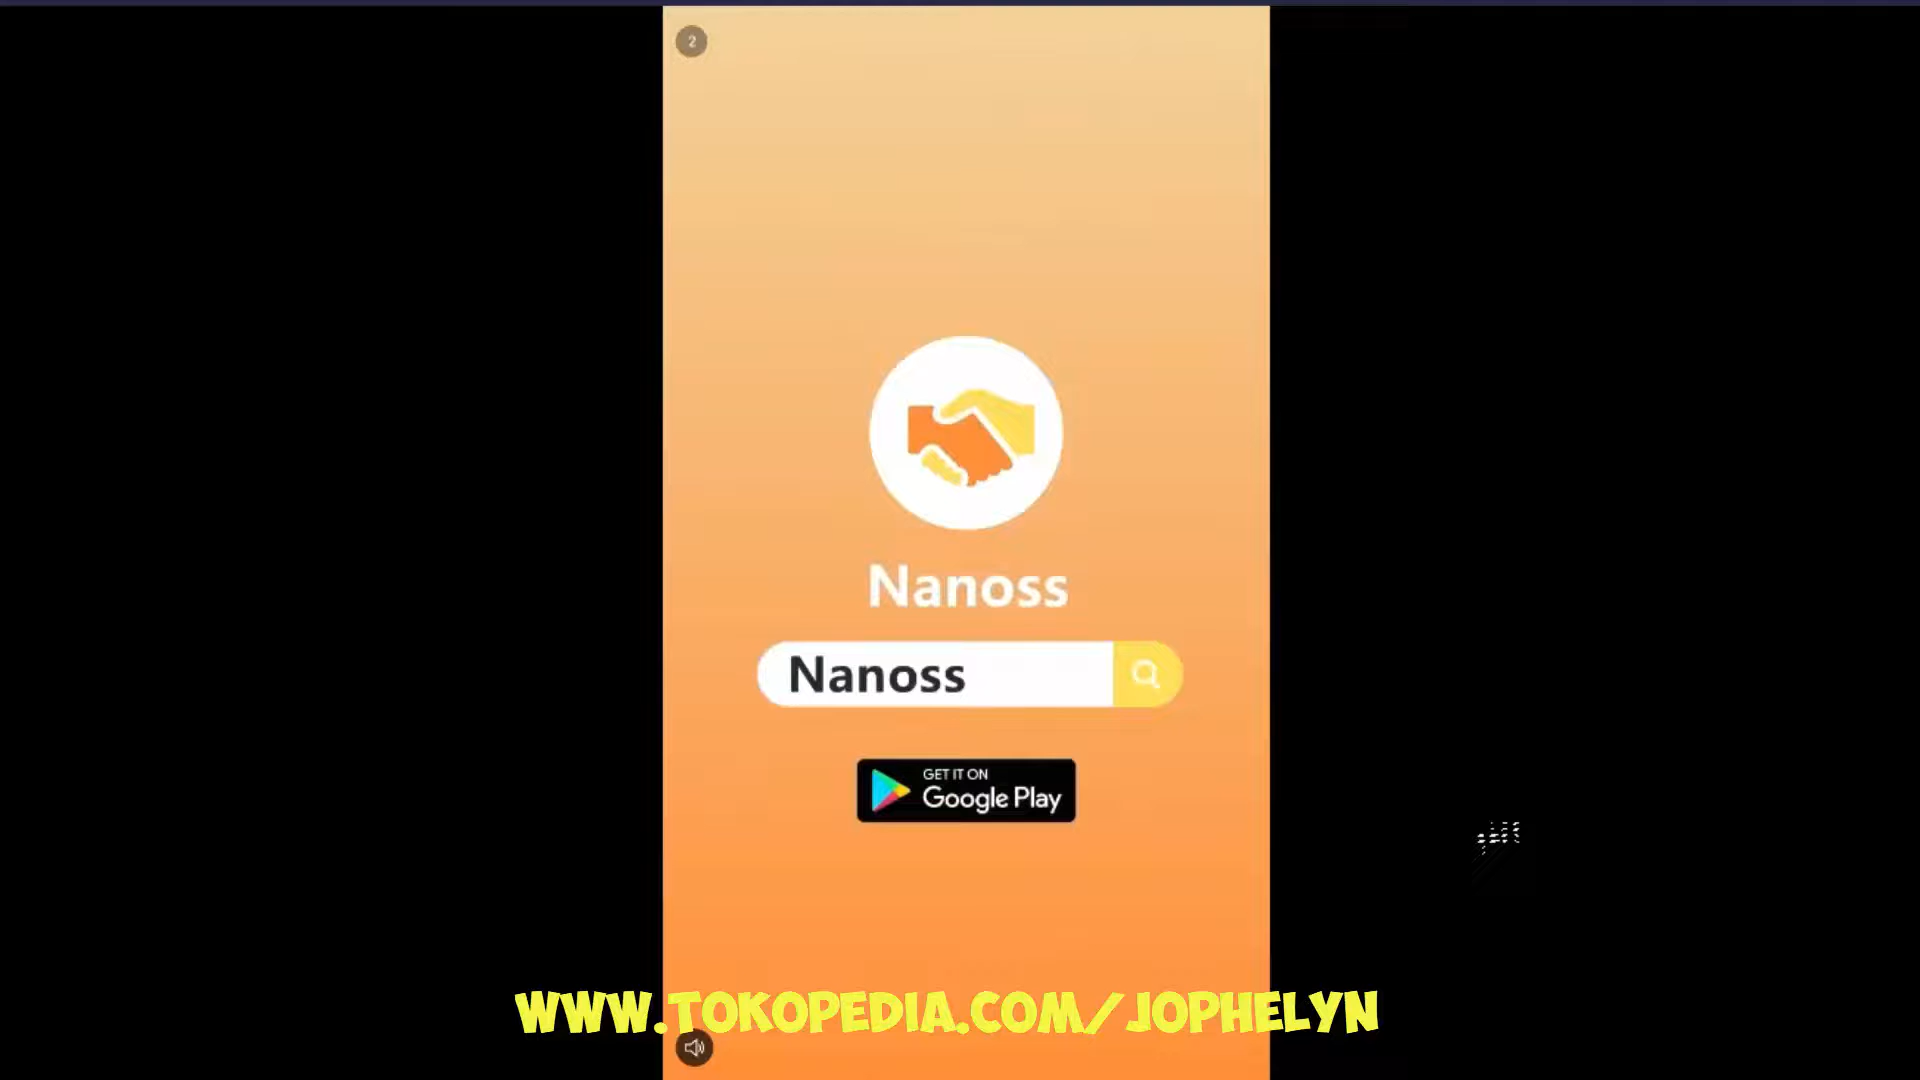 2
Nanoss
Nanoss
GET IT ON
Google Play
WWW.TOKOPEDIA.COM/JOPHELYN